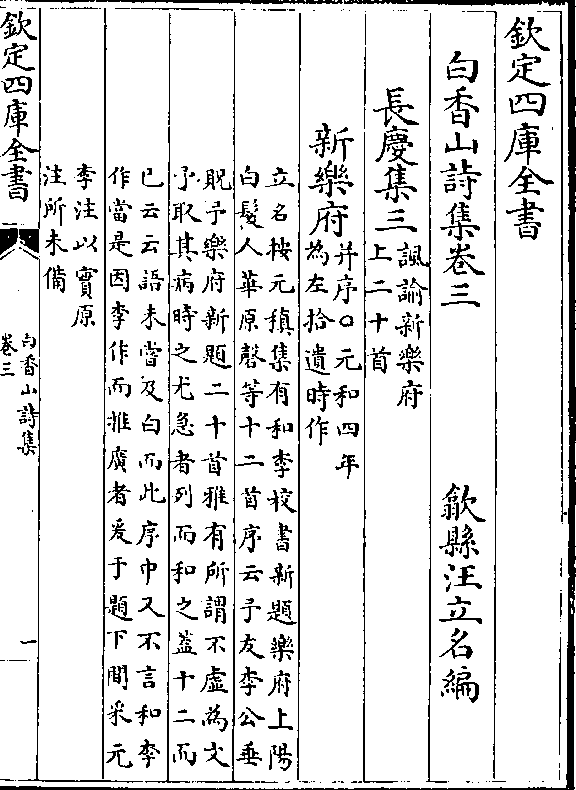 欽定四庫全書
白香山詩集卷三
歙縣汪立名編
長慶集三
諷諭新樂府
上二十首
新樂府
并序○元和四年
為左拾遺時作
立名按元稹集有和李校書新題樂府上陽
白髮人華原磬等十二首序云予友李公垂
貺予樂府新題二十首雅有所謂不虛為文
予取其病時之尤急者列而和之蓋十二而
已云云語未嘗及白而此序中又不言和李
作當是因李作而推廣者爰于題下間采元
李注以實原
注所未備
欽定四庫全書
白香山詩集
卷三
一